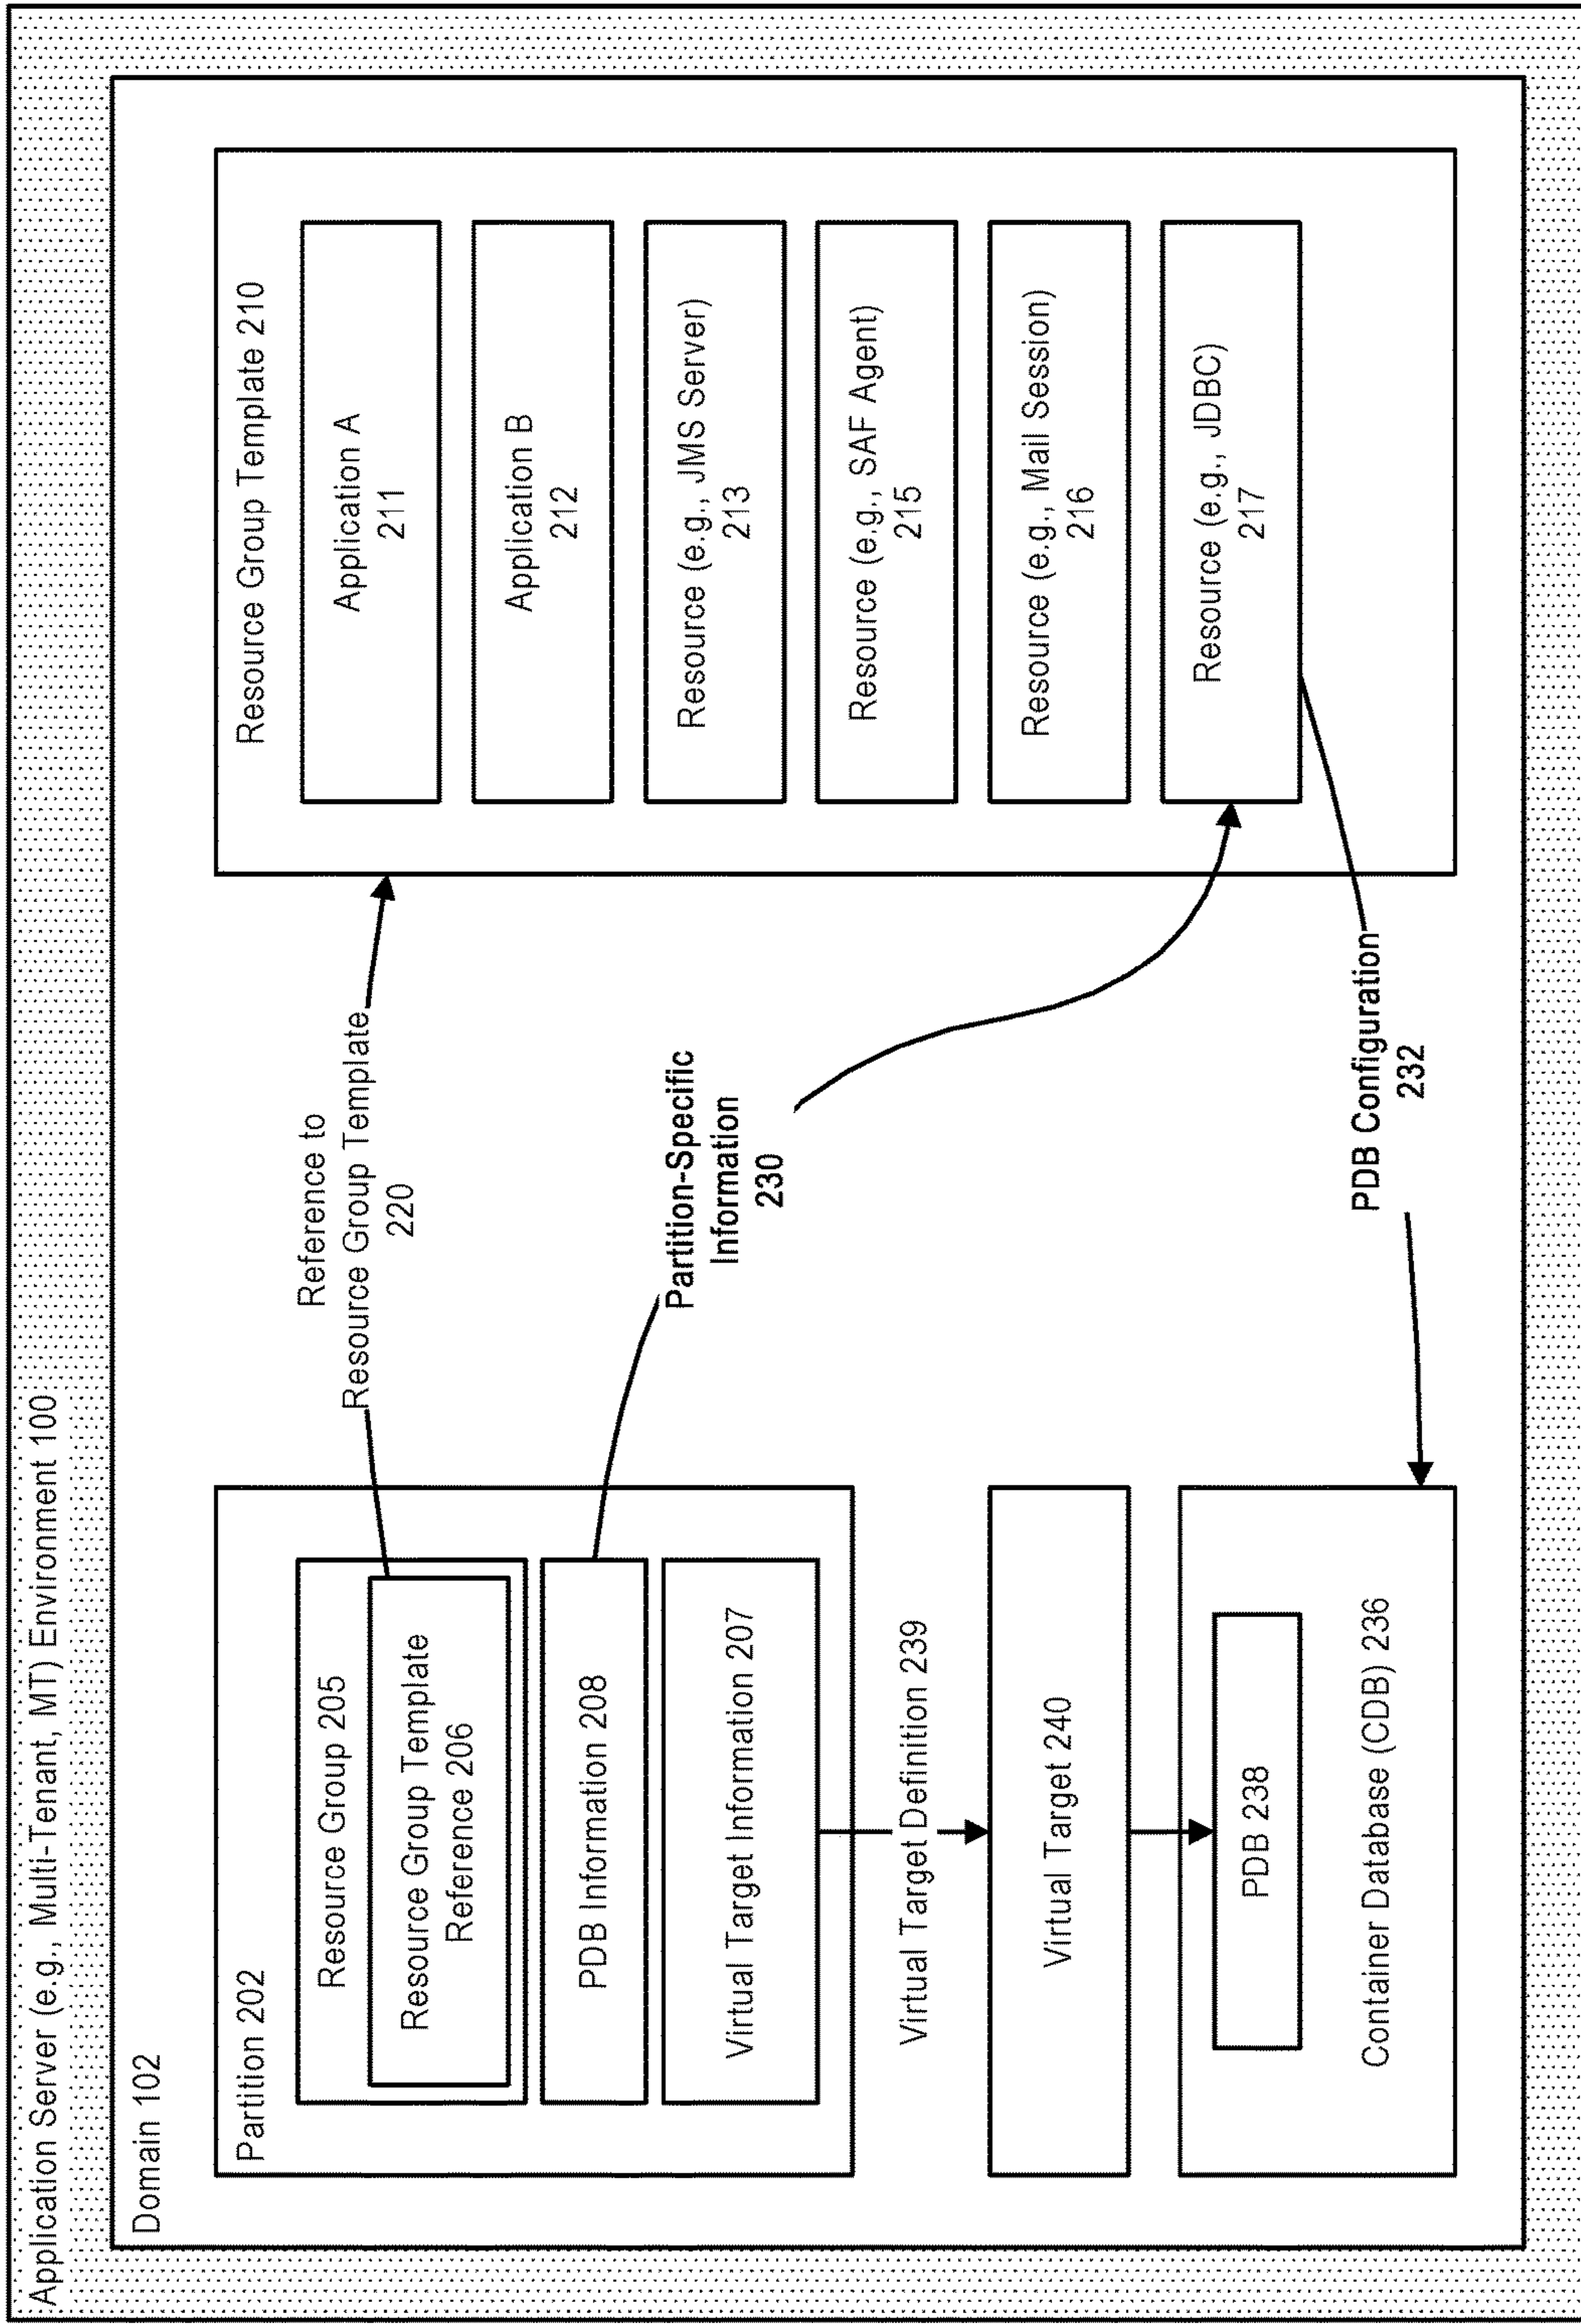 Application Server (e.g., Multi-Tenant, MT) Environment 100
Domain 102
Partition 202
Resource Group 205
Resource Group Template
Reference 206
PDB Information 208
Virtual Target Information 207
Virtual Target Definition 239
Virtual Target 240
PDB 238
Container Database (CDB) 236
Reference to
Resource Group Template
220
Partition-Specific
Information
230
PDB Configuration
232
Resource Group Template 210
Application A
211
Application B
212
Resource (e.g., JMS Server)
213
Resource (e.g., SAF Agent)
215
Resource (e.g., Mail Session)
216
Resource (e.g., JDBC)
217